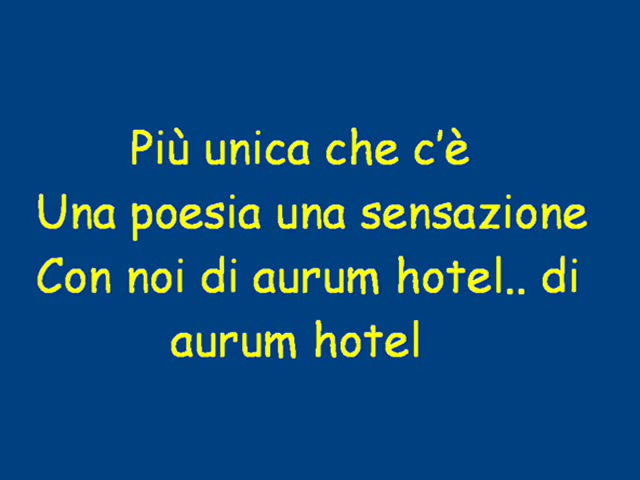 Più unica che c'è
Una poesia una sensazione
Con noi di aurum hotel.. di
aurum hotel